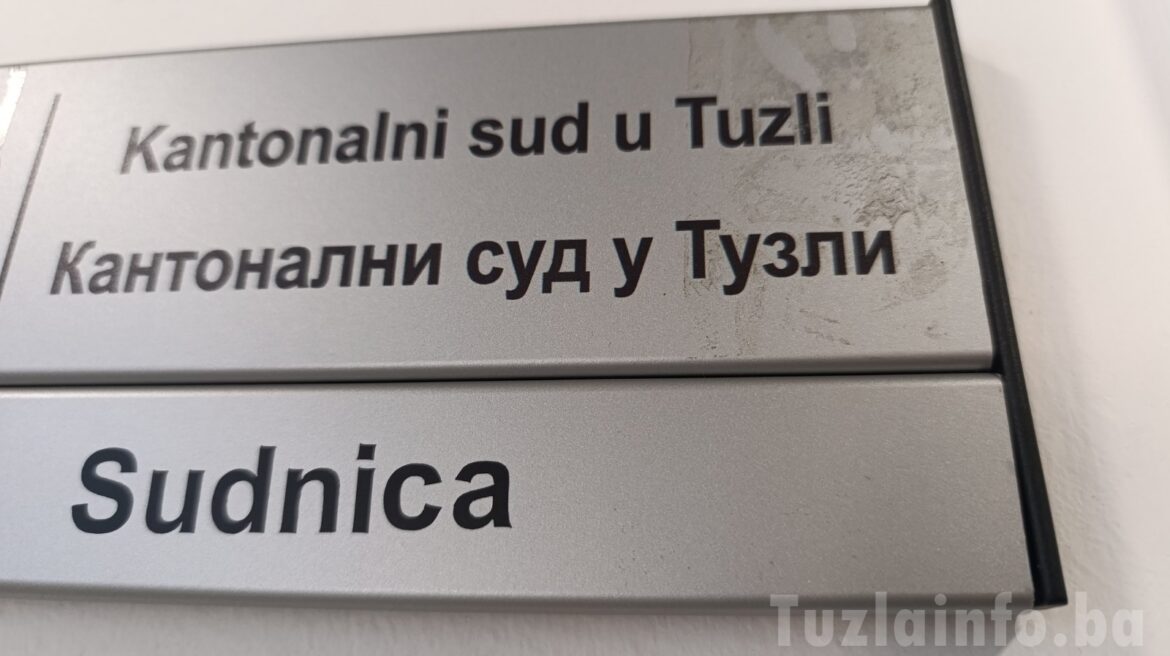 Kantonalni sud u Tuzli
Кантонални суд у Тузли
Sudnica
Tuzlainfo.ba